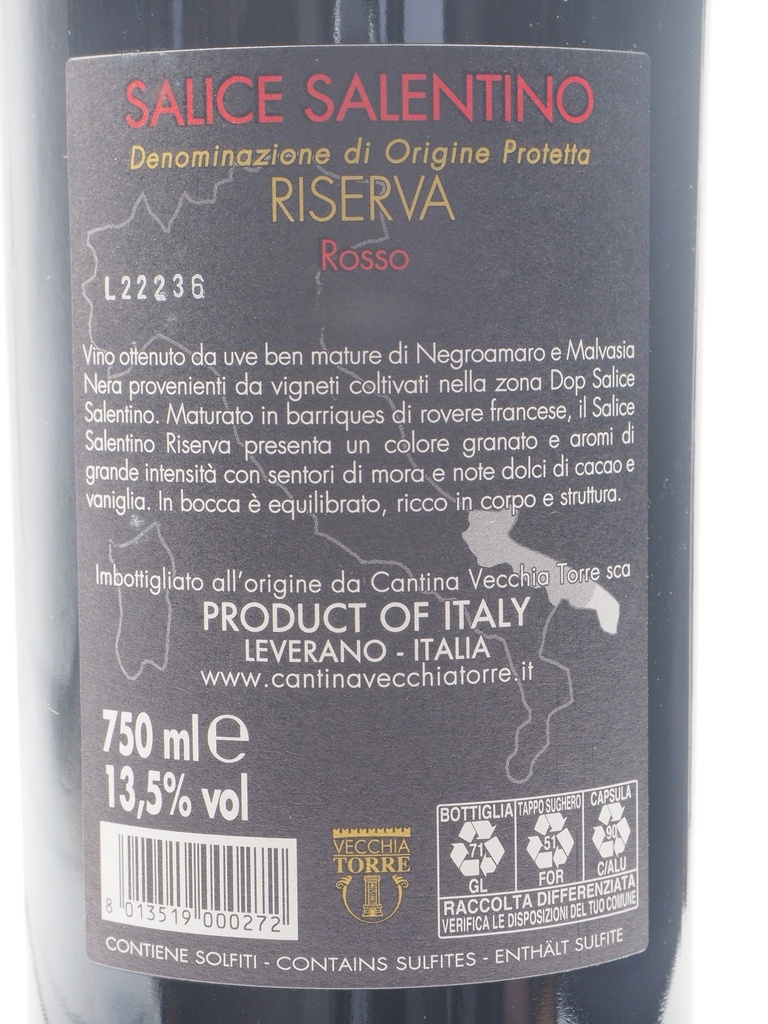 SALICE SALENTINO
Denominazione di Origine Protetta
RISERVA
Rosso
L22236
Vino ottenuto da uve ben mature di Negroamaro e Malvasia
Nera provenienti da vigneti coltivati nella zona Dop Salice
Salentino. Maturato in barriques di rovere francese, il Salice
Salentino Riserva presenta un colore granato e aromi di
grande intensità con sentori di mora e note dolci di cacao e
vaniglia. In bocca è equilibrato, ricco in corpo e struttura.
Imbottigliato all'origine da Cantina Vecchia Torre sca
PRODUCT OF ITALY
LEVERANO - ITALIA
www.cantinavecchiatorre.it
750 ml e
13,5% vol
8 013519 000272
VECCHIA
TORRE
BOTTIGLIA TAPPO SUGHERO CAPSULA
71 51 90
GL FOR C/ALU
RACCOLTA DIFFERENZIATA
VERIFICA LE DISPOSIZIONI DEL TUO COMUNE
CONTIENE SOLFITI - CONTAINS SULFITES - ENTHÄLT SULFITE